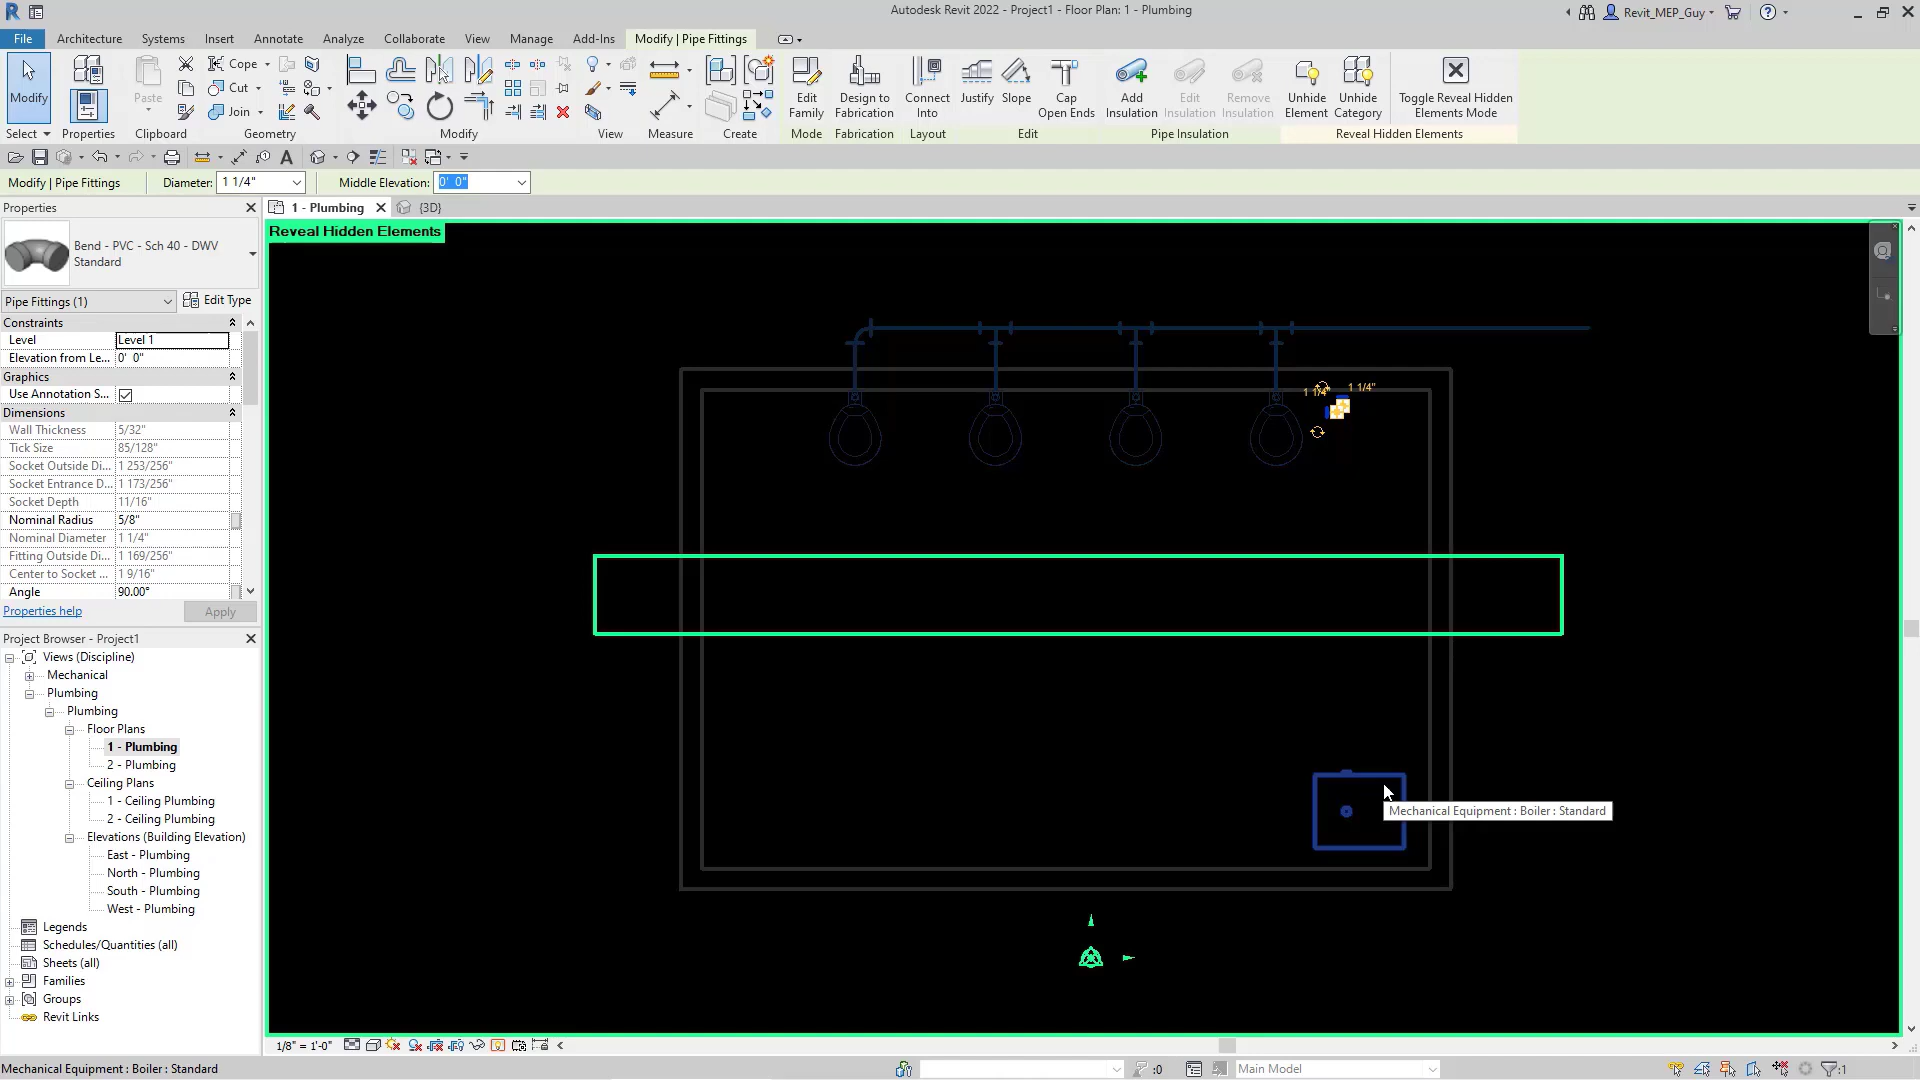 Autodesk Revit 2022 - Project1 - Floor Plan: 1 - Plumbing
Revit_MEP_Guy
File Architecture Systems Insert Annotate Analyze Collaborate View Manage Add-Ins Modify | Pipe Fittings
Modify
Paste
Cope
Cut
Join
Edit Family
Design to Fabrication
Connect Into
Justify
Slope
Cap Open Ends
Add Insulation
Edit Insulation
Remove Insulation
Unhide Element
Unhide Category
Toggle Reveal Hidden Elements Mode
Select Properties Clipboard Geometry Modify View Measure Create Mode Fabrication Layout Edit Pipe Insulation Reveal Hidden Elements
Modify | Pipe Fittings Diameter: 1 1/4" Middle Elevation: 0' 0"
Properties
1 - Plumbing
{3D}
Reveal Hidden Elements
Bend - PVC - Sch 40 - DWV
Standard
Pipe Fittings (1) Edit Type
Constraints
Level Level 1
Elevation from Le... 0' 0"
Graphics
Use Annotation S...
Dimensions
Wall Thickness 5/32"
Tick Size 85/128"
Socket Outside Di... 1 253/256"
Socket Entrance D... 1 173/256"
Socket Depth 11/16"
Nominal Radius 5/8"
Nominal Diameter 1 1/4"
Fitting Outside Di... 1 169/256"
Center to Socket ... 1 9/16"
Angle 90.00°
Properties help Apply
Project Browser - Project1
Views (Discipline)
Mechanical
Plumbing
Plumbing
Floor Plans
1 - Plumbing
2 - Plumbing
Ceiling Plans
1 - Ceiling Plumbing
2 - Ceiling Plumbing
Elevations (Building Elevation)
East - Plumbing
North - Plumbing
South - Plumbing
West - Plumbing
Legends
Schedules/Quantities (all)
Sheets (all)
Families
Groups
Revit Links
1 1/4"
1 1/4"
Mechanical Equipment : Boiler : Standard
1/8" = 1'-0"
Mechanical Equipment : Boiler : Standard
:0
Main Model
:1